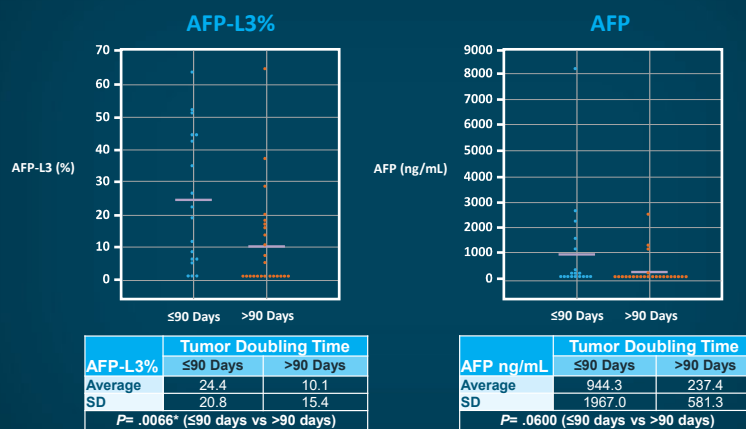 AFP-L3%
70
60
50
40
30
20
10
0
AFP-L3 (%)
≤90 Days >90 Days
AFP
9000
8000
7000
6000
5000
4000
3000
2000
1000
0
AFP (ng/mL)
≤90 Days >90 Days
AFP-L3% Tumor Doubling Time
≤90 Days >90 Days
Average 24.4 10.1
SD 20.8 15.4
P= .0066* (≤90 days vs >90 days)
AFP ng/mL Tumor Doubling Time
≤90 Days >90 Days
Average 944.3 237.4
SD 1967.0 581.3
P= .0600 (≤90 days vs >90 days)